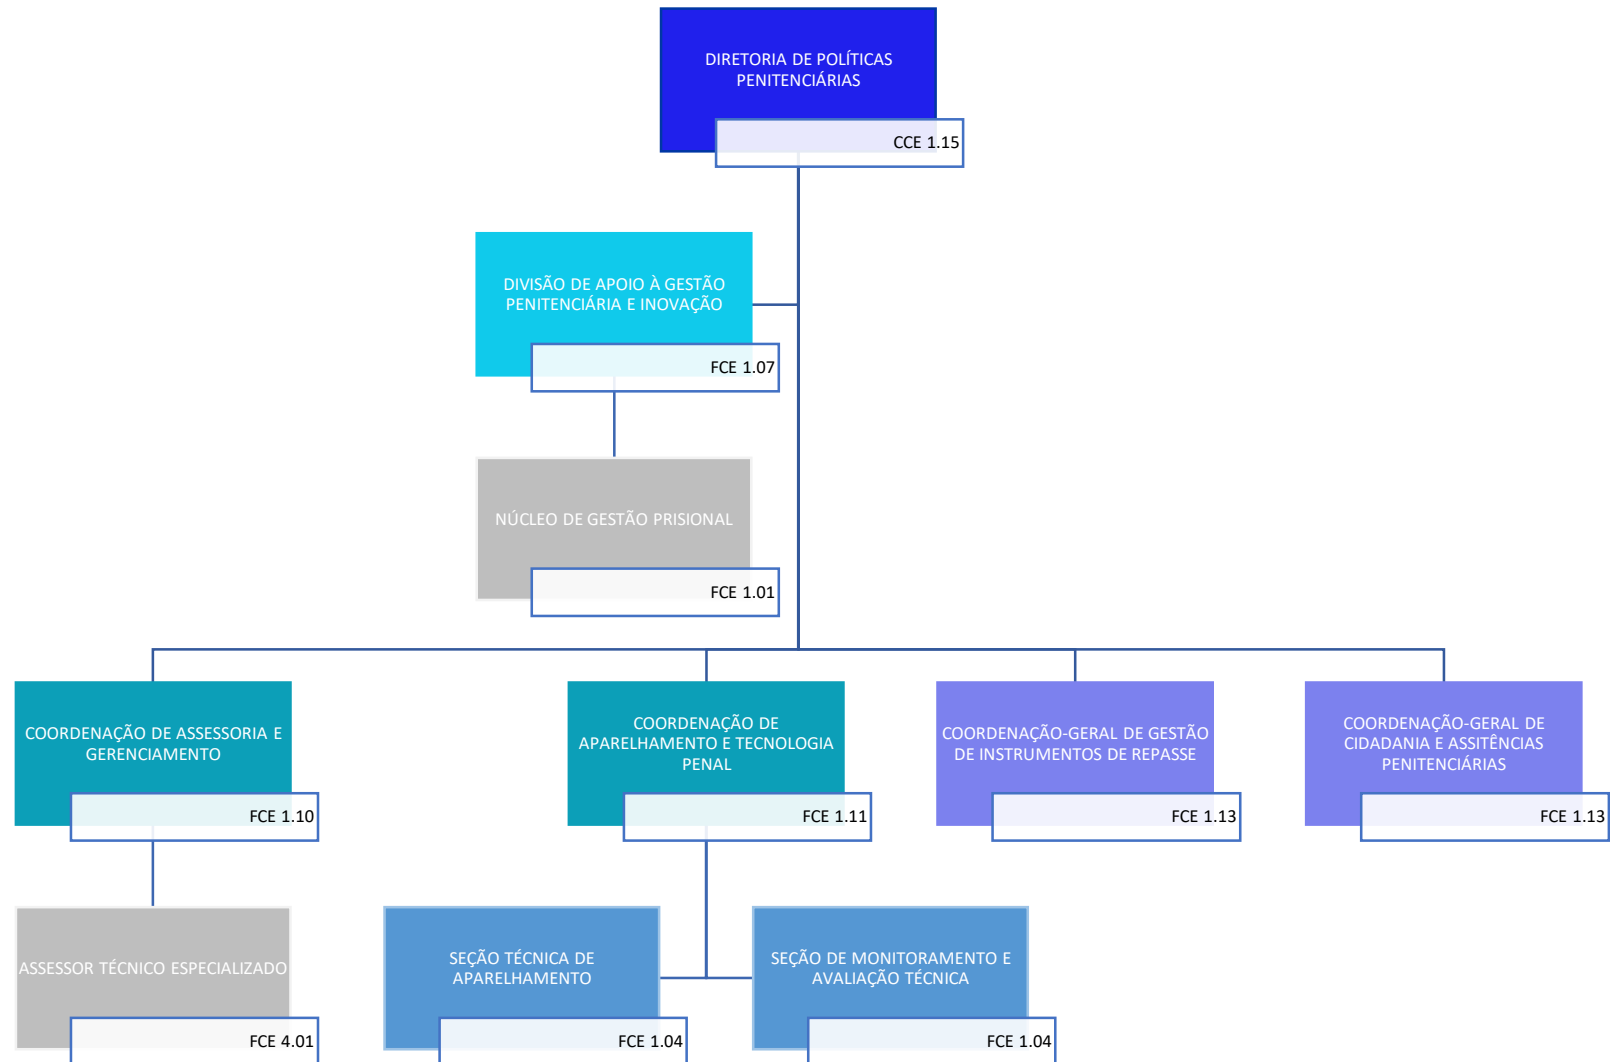 DIRETORIA DE POLÍTICAS
PENITENCIÁRIAS
CCE 1.15
DIVISÃO DE APOIO À GESTÃO
PENITENCIÁRIA E INOVAÇÃO
FCE 1.07
NÚCLEO DE GESTÃO PRISIONAL
FCE 1.01
COORDENAÇÃO DE ASSESSORIA E
GERENCIAMENTO
FCE 1.10
COORDENAÇÃO DE
APARELHAMENTO E TECNOLOGIA
PENAL
FCE 1.11
COORDENAÇÃO-GERAL DE GESTÃO
DE INSTRUMENTOS DE REPASSE
FCE 1.13
COORDENAÇÃO-GERAL DE
CIDADANIA E ASSITÊNCIAS
PENITENCIÁRIAS
FCE 1.13
ASSESSOR TÉCNICO ESPECIALIZADO
FCE 4.01
SEÇÃO TÉCNICA DE
APARELHAMENTO
FCE 1.04
SEÇÃO DE MONITORAMENTO E
AVALIAÇÃO TÉCNICA
FCE 1.04